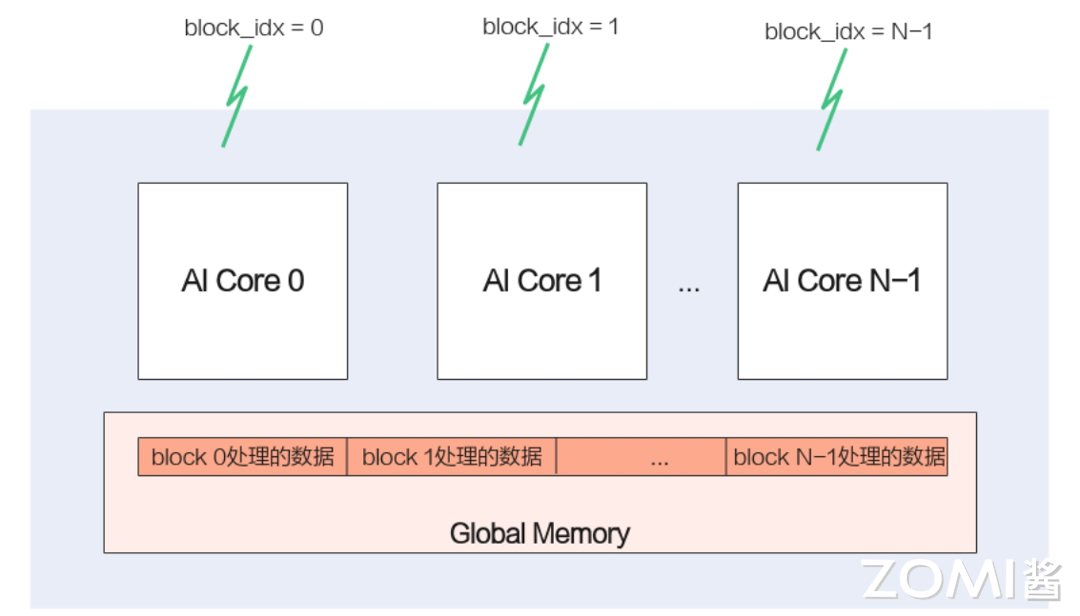 block_idx = 0
block_idx = 1
block_idx = N-1
AI Core 0
AI Core 1
...
AI Core N-1
block 0处理的数据
block 1处理的数据
...
block N-1处理的数据
Global Memory
ZOMI酱